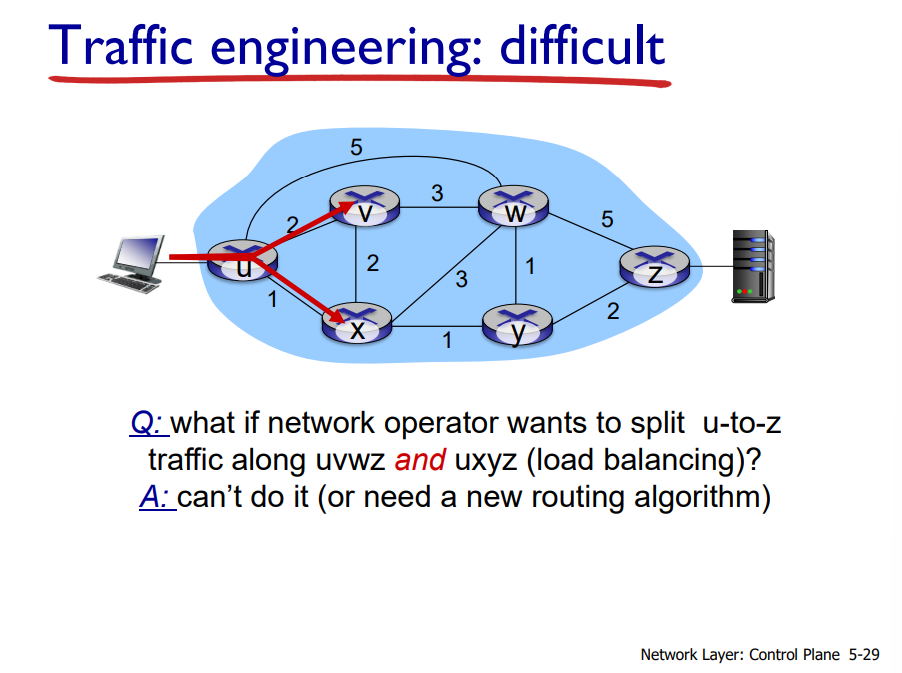 Traffic engineering: difficult
5
3
v
w
2
5
u
2
3
1
z
1
x
y
2
1
Q: what if network operator wants to split  u-to-z
traffic along uvwz and uxyz (load balancing)?
A: can’t do it (or need a new routing algorithm)
Network Layer: Control Plane  5-29